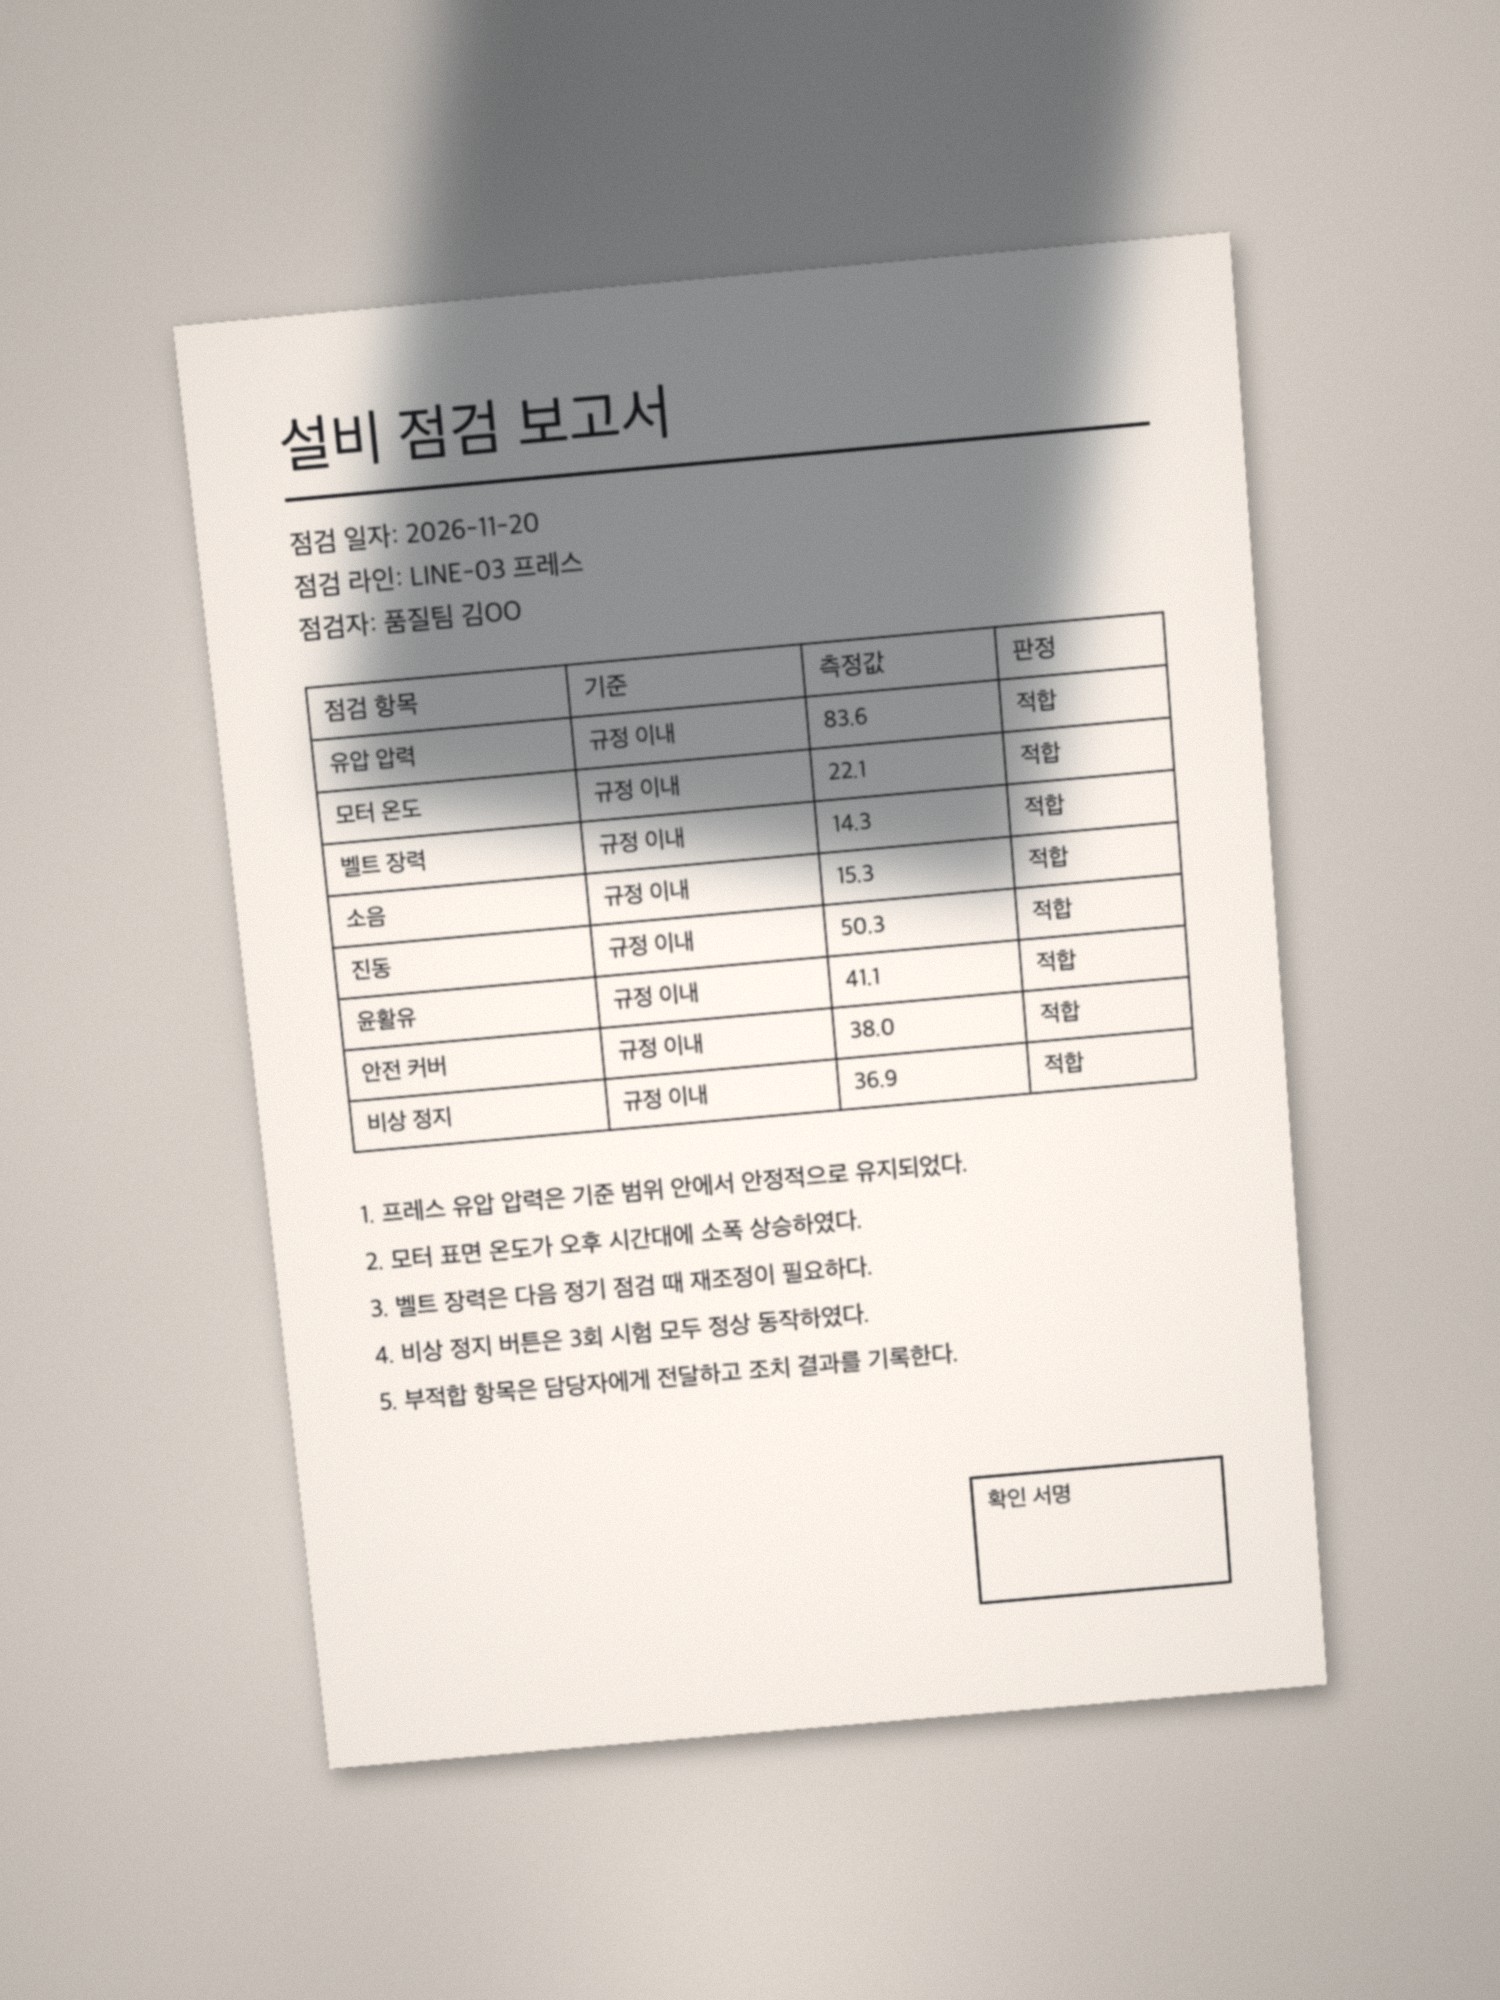 설비 점검 보고서
점검 일자: 2026-11-20
점검 라인: LINE-03 프레스
점검자: 품질팀 김OO
점검 항목 기준 측정값 판정
유압 압력 규정 이내 83.6 적합
모터 온도 규정 이내 22.1 적합
벨트 장력 규정 이내 14.3 적합
소음 규정 이내 15.3 적합
진동 규정 이내 50.3 적합
윤활유 규정 이내 41.1 적합
안전 커버 규정 이내 38.0 적합
비상 정지 규정 이내 36.9 적합
1. 프레스 유압 압력은 기준 범위 안에서 안정적으로 유지되었다.
2. 모터 표면 온도가 오후 시간대에 소폭 상승하였다.
3. 벨트 장력은 다음 정기 점검 때 재조정이 필요하다.
4. 비상 정지 버튼은 3회 시험 모두 정상 동작하였다.
5. 부적합 항목은 담당자에게 전달하고 조치 결과를 기록한다.
확인 서명